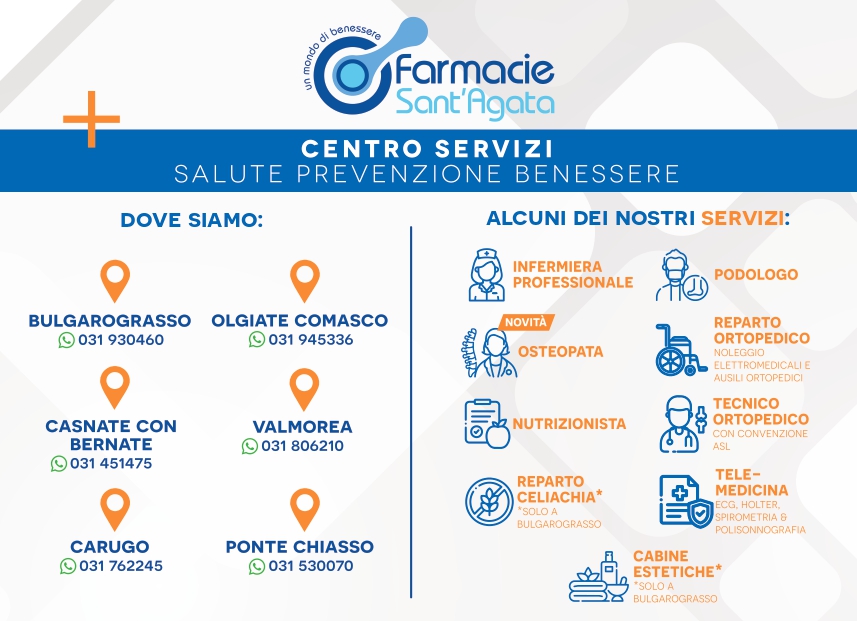 un mondo di benessere
Farmacie
Sant'Agata
CENTRO SERVIZI
SALUTE PREVENZIONE BENESSERE
DOVE SIAMO:
BULGAROGRASSO
031 930460
OLGIATE COMASCO
031 945336
CASNATE CON
BERNATE
031 451475
VALMOREA
031 806210
CARUGO
031 762245
PONTE CHIASSO
031 530070
ALCUNI DEI NOSTRI SERVIZI:
INFERMIERA
PROFESSIONALE
PODOLOGO
NOVITÀ
OSTEOPATA
REPARTO
ORTOPEDICO
NOLEGGIO
ELETTROMEDICALI E
AUSILI ORTOPEDICI
NUTRIZIONISTA
TECNICO
ORTOPEDICO
CON CONVENZIONE
ASL
REPARTO
CELIACHIA*
*SOLO A
BULGAROGRASSO
TELE-
MEDICINA
ECG, HOLTER,
SPIROMETRIA &
POLISONNOGRAFIA
CABINE
ESTETICHE*
*SOLO A
BULGAROGRASSO